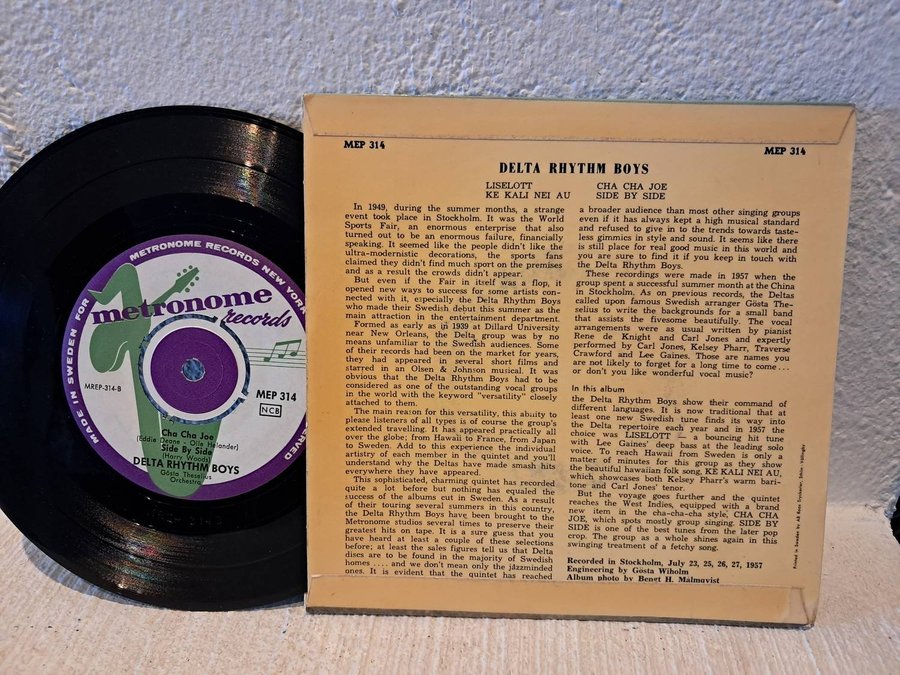 METRONOME RECORDS NEW YORK
MADE IN SWEDEN FOR
RVED
metronome
records
MREP-314-B
MEP 314
NCB
Cha Cha Joe
(Eddie Deane - Olle Helander)
Side By Side
(Harry Woods)
DELTA RHYTHM BOYS
Gösta Theselius
Orchestra
MEP 314
MEP 314
DELTA RHYTHM BOYS
LISELOTT
CHA CHA JOE
KE KALI NEI AU
SIDE BY SIDE
In 1949, during the summer months, a strange
event took place in Stockholm. It was the World
Sports Fair, an enormous enterprise that also
turned out to be an enormous failure, financially
speaking. It seemed like the people didn't like the
ultra-modernistic decorations, the sports fans
claimed they didn't find much sport on the premises
and as a result the crowds didn't appear.
But even if the Fair in itself was a flop, it
opened new ways to success for some artists con-
nected with it, especially the Delta Rhythm Boys
who made their Swedish debut this summer as the
main attraction in the entertainment department.
Formed as early as in 1939 at Dillard University
near New Orleans, the Delta group was by no
means unfamiliar to the Swedish audiences. Some
of their records had been on the market for years,
they had appeared in several short films and
starred in an Olsen & Johnson musical. It was
obvious that the Delta Rhythm Boys had to be
considered as one of the outstanding vocal groups
in the world with the keyword "versatility" closely
attached to them.
The main reason for this versatility, this ability to
please listeners of all types is of course the group's
extended travelling. It has appeared practically all
over the globe; from Hawaii to France, from Japan
to Sweden. Add to this experience the individual
artistry of each member in the quintet and you'll
understand why the Deltas have made smash hits
everywhere they have appeared.
This sophisticated, charming quintet has recorded
quite a lot before but nothing has equaled the
success of the albums cut in Sweden. As a result
of their touring several summers in this country,
the Delta Rhythm Boys have been brought to the
Metronome studios several times to preserve their
greatest hits on tape. It is a sure guess that you
have heard at least a couple of these selections
before; at least the sales figures tell us that Delta
discs are to be found in the majority of Swedish
homes .... and we don't mean only the jazzminded
ones. It is evident that the quintet has reached
a broader audience than most other singing groups
even if it has always kept a high musical standard
and refused to give in to the trends towards taste-
less gimmics in style and sound. It seems like there
is still place for real good music in this world and
you are sure to find it if you keep in touch with
the Delta Rhythm Boys.
These recordings were made in 1957 when the
group spent a successful summer month at the China
in Stockholm. As on previous records, the Deltas
called upon famous Swedish arranger Gösta The-
selius to write the backgrounds for a small band
that assists the fivesome beautifully. The vocal
arrangements were as usual written by pianist
Rene de Knight and Carl Jones and expertly
performed by Carl Jones, Kelsey Pharr, Traverse
Crawford and Lee Gaines. Those are names you
are not likely to forget for a long time to come ...
or don't you like wonderful vocal music?
In this album
the Delta Rhythm Boys show their command of
different languages. It is now traditional that at
least one new Swedish tune finds its way into
the Delta repertoire each year and in 1957 the
choice was LISELOTT — a bouncing hit tune
with Lee Gaines' deep bass at the leading solo
voice. To reach Hawaii from Sweden is only a
matter of minutes for this group as they show
the beautiful hawaiian folk song, KE KALI NEI AU,
which showcases both Kelsey Pharr's warm bari-
tone and Carl Jones' tenor.
But the voyage goes further and the quintet
reaches the West Indies, equipped with a brand
new item in the cha-cha-cha style, CHA CHA
JOE, which spots mostly group singing. SIDE BY
SIDE is one of the best tunes from the later pop
crop. The group as a whole shines again in this
swinging treatment of a fetchy song.
Recorded in Stockholm, July 23, 25, 26, 27, 1957
Engineering by Gösta Wiholm
Album photo by Bengt H. Malmqvist
Printed in Sweden by AB